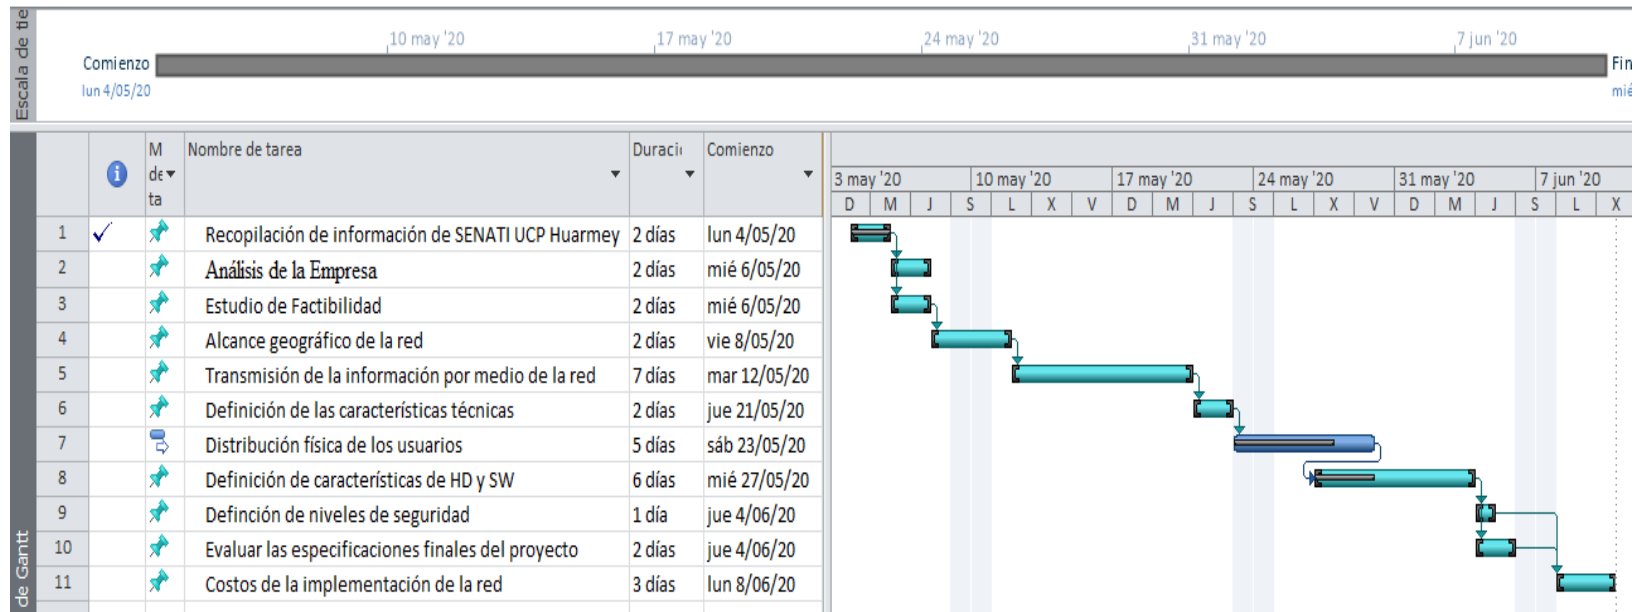 Escala de tie
10 may '20 17 may '20 24 may '20 31 may '20 7 jun '20
Comienzo Fin
lun 4/05/20 mié
M de ta Nombre de tarea Duraci Comienzo
3 may '20 10 may '20 17 may '20 24 may '20 31 may '20 7 jun '20
D M J S L X V D M J S L X V D M J S L X
1 Recopilación de información de SENATI UCP Huarmey 2 días lun 4/05/20
2 Análisis de la Empresa 2 días mié 6/05/20
3 Estudio de Factibilidad 2 días mié 6/05/20
4 Alcance geográfico de la red 2 días vie 8/05/20
5 Transmisión de la información por medio de la red 7 días mar 12/05/20
6 Definición de las características técnicas 2 días jue 21/05/20
7 Distribución física de los usuarios 5 días sáb 23/05/20
8 Definición de características de HD y SW 6 días mié 27/05/20
9 Definción de niveles de seguridad 1 día jue 4/06/20
10 Evaluar las especificaciones finales del proyecto 2 días jue 4/06/20
11 Costos de la implementación de la red 3 días lun 8/06/20
de Gantt